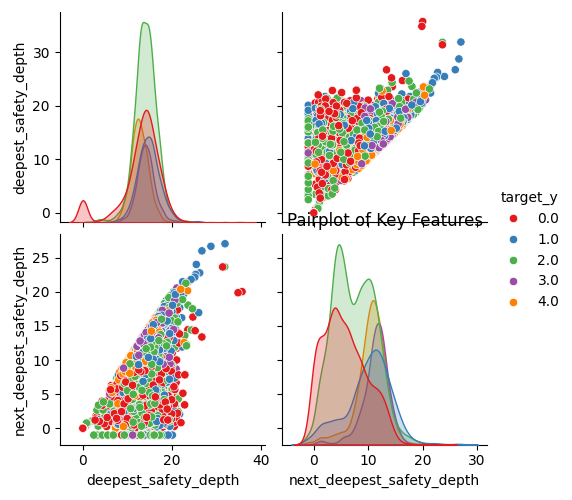 deepest_safety_depth
30
20
10
0
Pairplot of Key Features
target_y
0.0
1.0
2.0
3.0
4.0
next_deepest_safety_depth
25
20
15
10
5
0
0 20 40
0 10 20 30
deepest_safety_depth
next_deepest_safety_depth